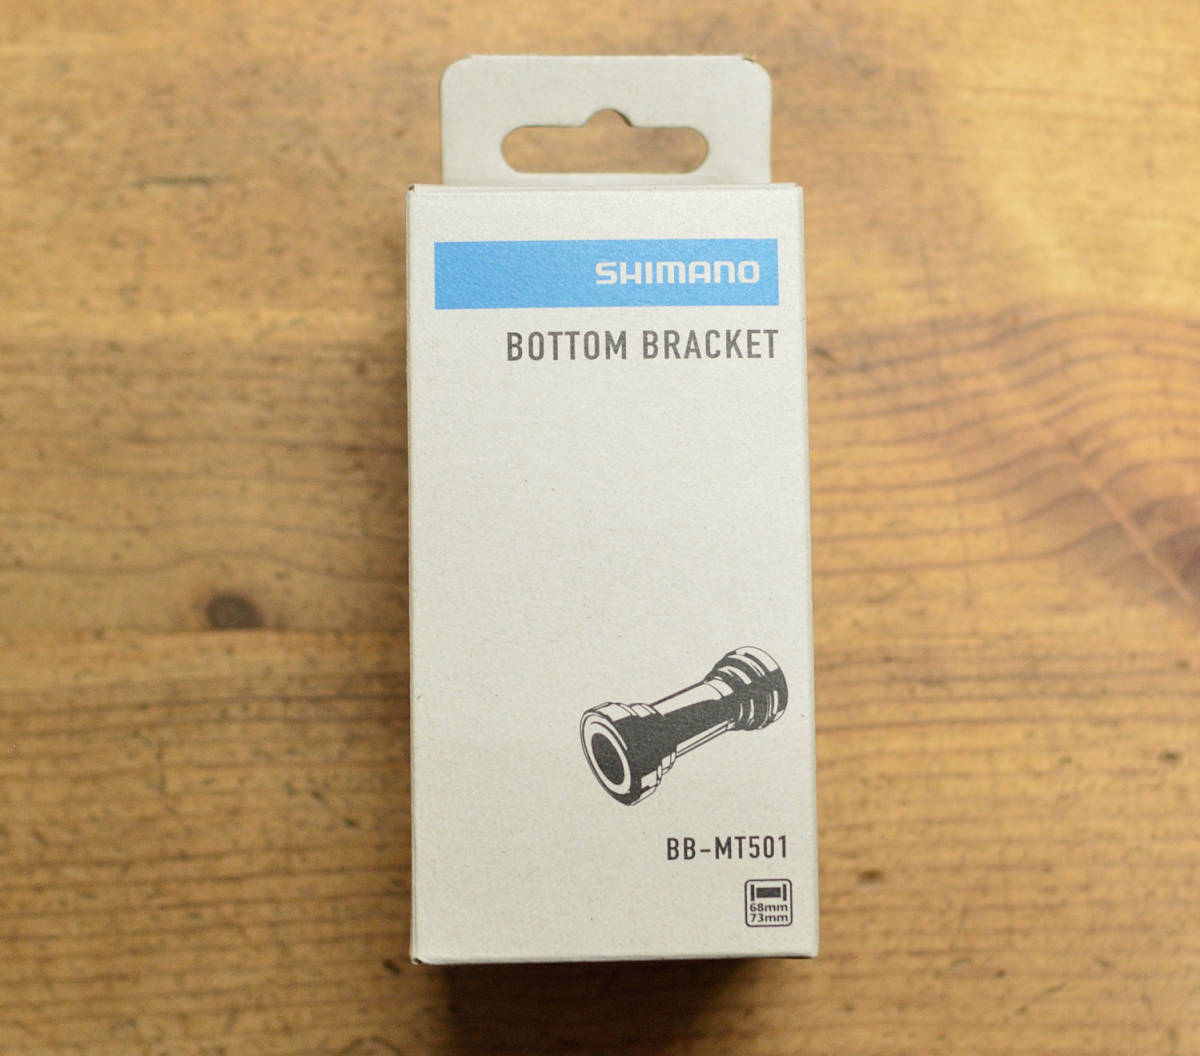 SHIMANO
BOTTOM BRACKET
BB-MT501
68mm
73mm